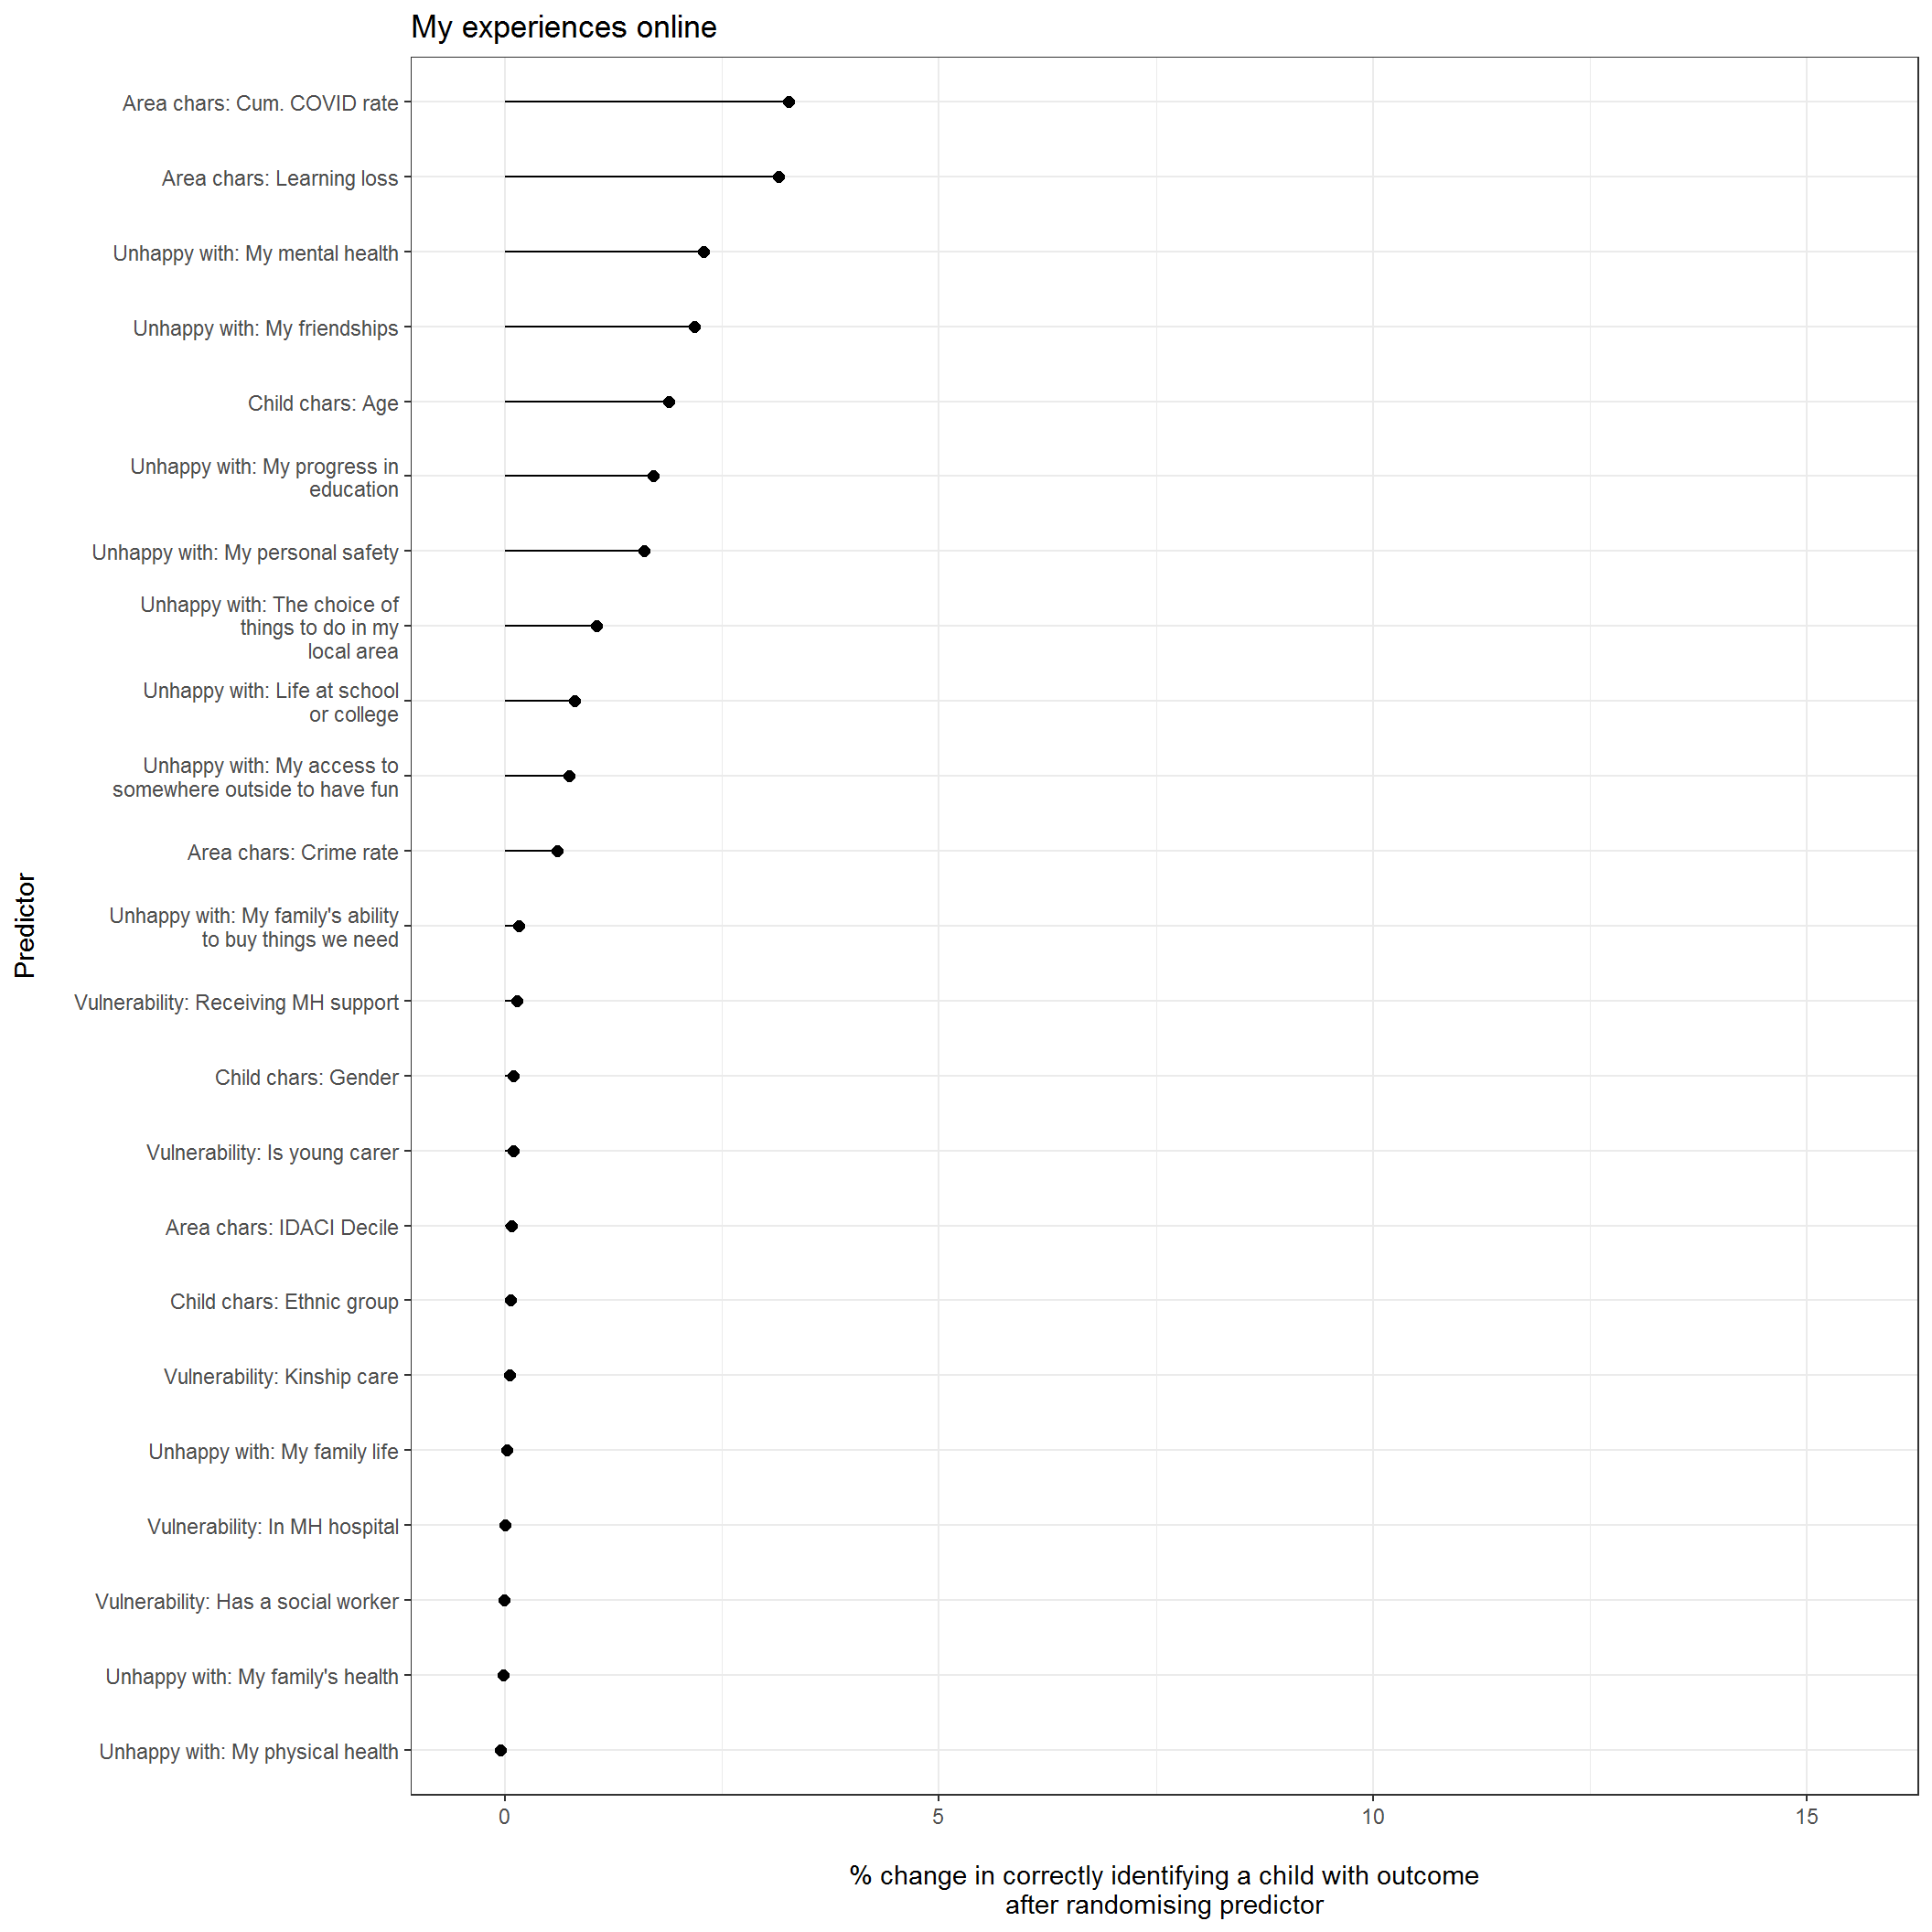 My experiences online
Area chars: Cum. COVID rate
Area chars: Learning loss
Unhappy with: My mental health
Unhappy with: My friendships
Child chars: Age
Unhappy with: My progress in
education
Unhappy with: My personal safety
Unhappy with: The choice of
things to do in my
local area
Unhappy with: Life at school
or college
Unhappy with: My access to
somewhere outside to have fun
Area chars: Crime rate
Unhappy with: My family's ability
to buy things we need
Vulnerability: Receiving MH support
Child chars: Gender
Vulnerability: Is young carer
Area chars: IDACI Decile
Child chars: Ethnic group
Vulnerability: Kinship care
Unhappy with: My family life
Vulnerability: In MH hospital
Vulnerability: Has a social worker
Unhappy with: My family's health
Unhappy with: My physical health
Predictor
0 5 10 15
% change in correctly identifying a child with outcome
after randomising predictor